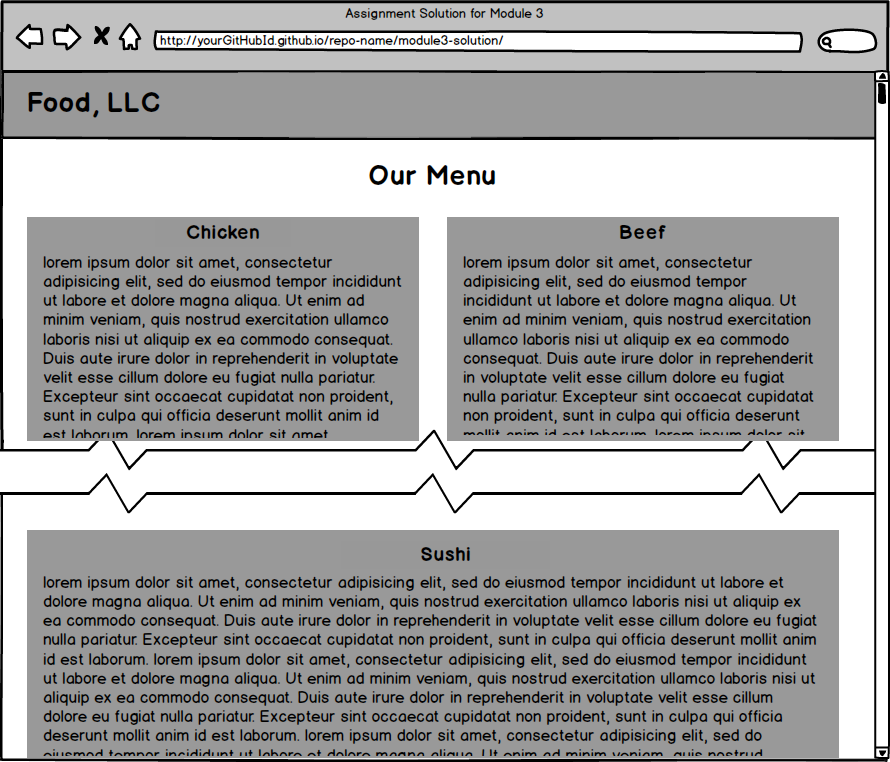 Assignment Solution for Module 3
http://yourGitHubId.github.io/repo-name/module3-solution/
Food, LLC
Our Menu
Chicken
lorem ipsum dolor sit amet, consectetur
adipisicing elit, sed do eiusmod tempor incididunt
ut labore et dolore magna aliqua. Ut enim ad
minim veniam, quis nostrud exercitation ullamco
laboris nisi ut aliquip ex ea commodo consequat.
Duis aute irure dolor in reprehenderit in voluptate
velit esse cillum dolore eu fugiat nulla pariatur.
Excepteur sint occaecat cupidatat non proident,
sunt in culpa qui officia deserunt mollit anim id
est laborum. lorem ipsum dolor sit amet
Beef
lorem ipsum dolor sit amet, consectetur
adipisicing elit, sed do eiusmod tempor
incididunt ut labore et dolore magna aliqua. Ut
enim ad minim veniam, quis nostrud exercitation
ullamco laboris nisi ut aliquip ex ea commodo
consequat. Duis aute irure dolor in reprehenderit
in voluptate velit esse cillum dolore eu fugiat
nulla pariatur. Excepteur sint occaecat cupidatat
non proident, sunt in culpa qui officia deserunt
mollit anim id est laborum. lorem ipsum dolor sit
Sushi
lorem ipsum dolor sit amet, consectetur adipisicing elit, sed do eiusmod tempor incididunt ut labore et
dolore magna aliqua. Ut enim ad minim veniam, quis nostrud exercitation ullamco laboris nisi ut aliquip ex
ea commodo consequat. Duis aute irure dolor in reprehenderit in voluptate velit esse cillum dolore eu fugiat
nulla pariatur. Excepteur sint occaecat cupidatat non proident, sunt in culpa qui officia deserunt mollit anim
id est laborum. lorem ipsum dolor sit amet, consectetur adipisicing elit, sed do eiusmod tempor incididunt
ut labore et dolore magna aliqua. Ut enim ad minim veniam, quis nostrud exercitation ullamco laboris nisi ut
aliquip ex ea commodo consequat. Duis aute irure dolor in reprehenderit in voluptate velit esse cillum
dolore eu fugiat nulla pariatur. Excepteur sint occaecat cupidatat non proident, sunt in culpa qui officia
deserunt mollit anim id est laborum. lorem ipsum dolor sit amet, consectetur adipisicing elit, sed do
eiusmod tempor incididunt ut labore et dolore magna aliqua. Ut enim ad minim veniam, quis nostrud